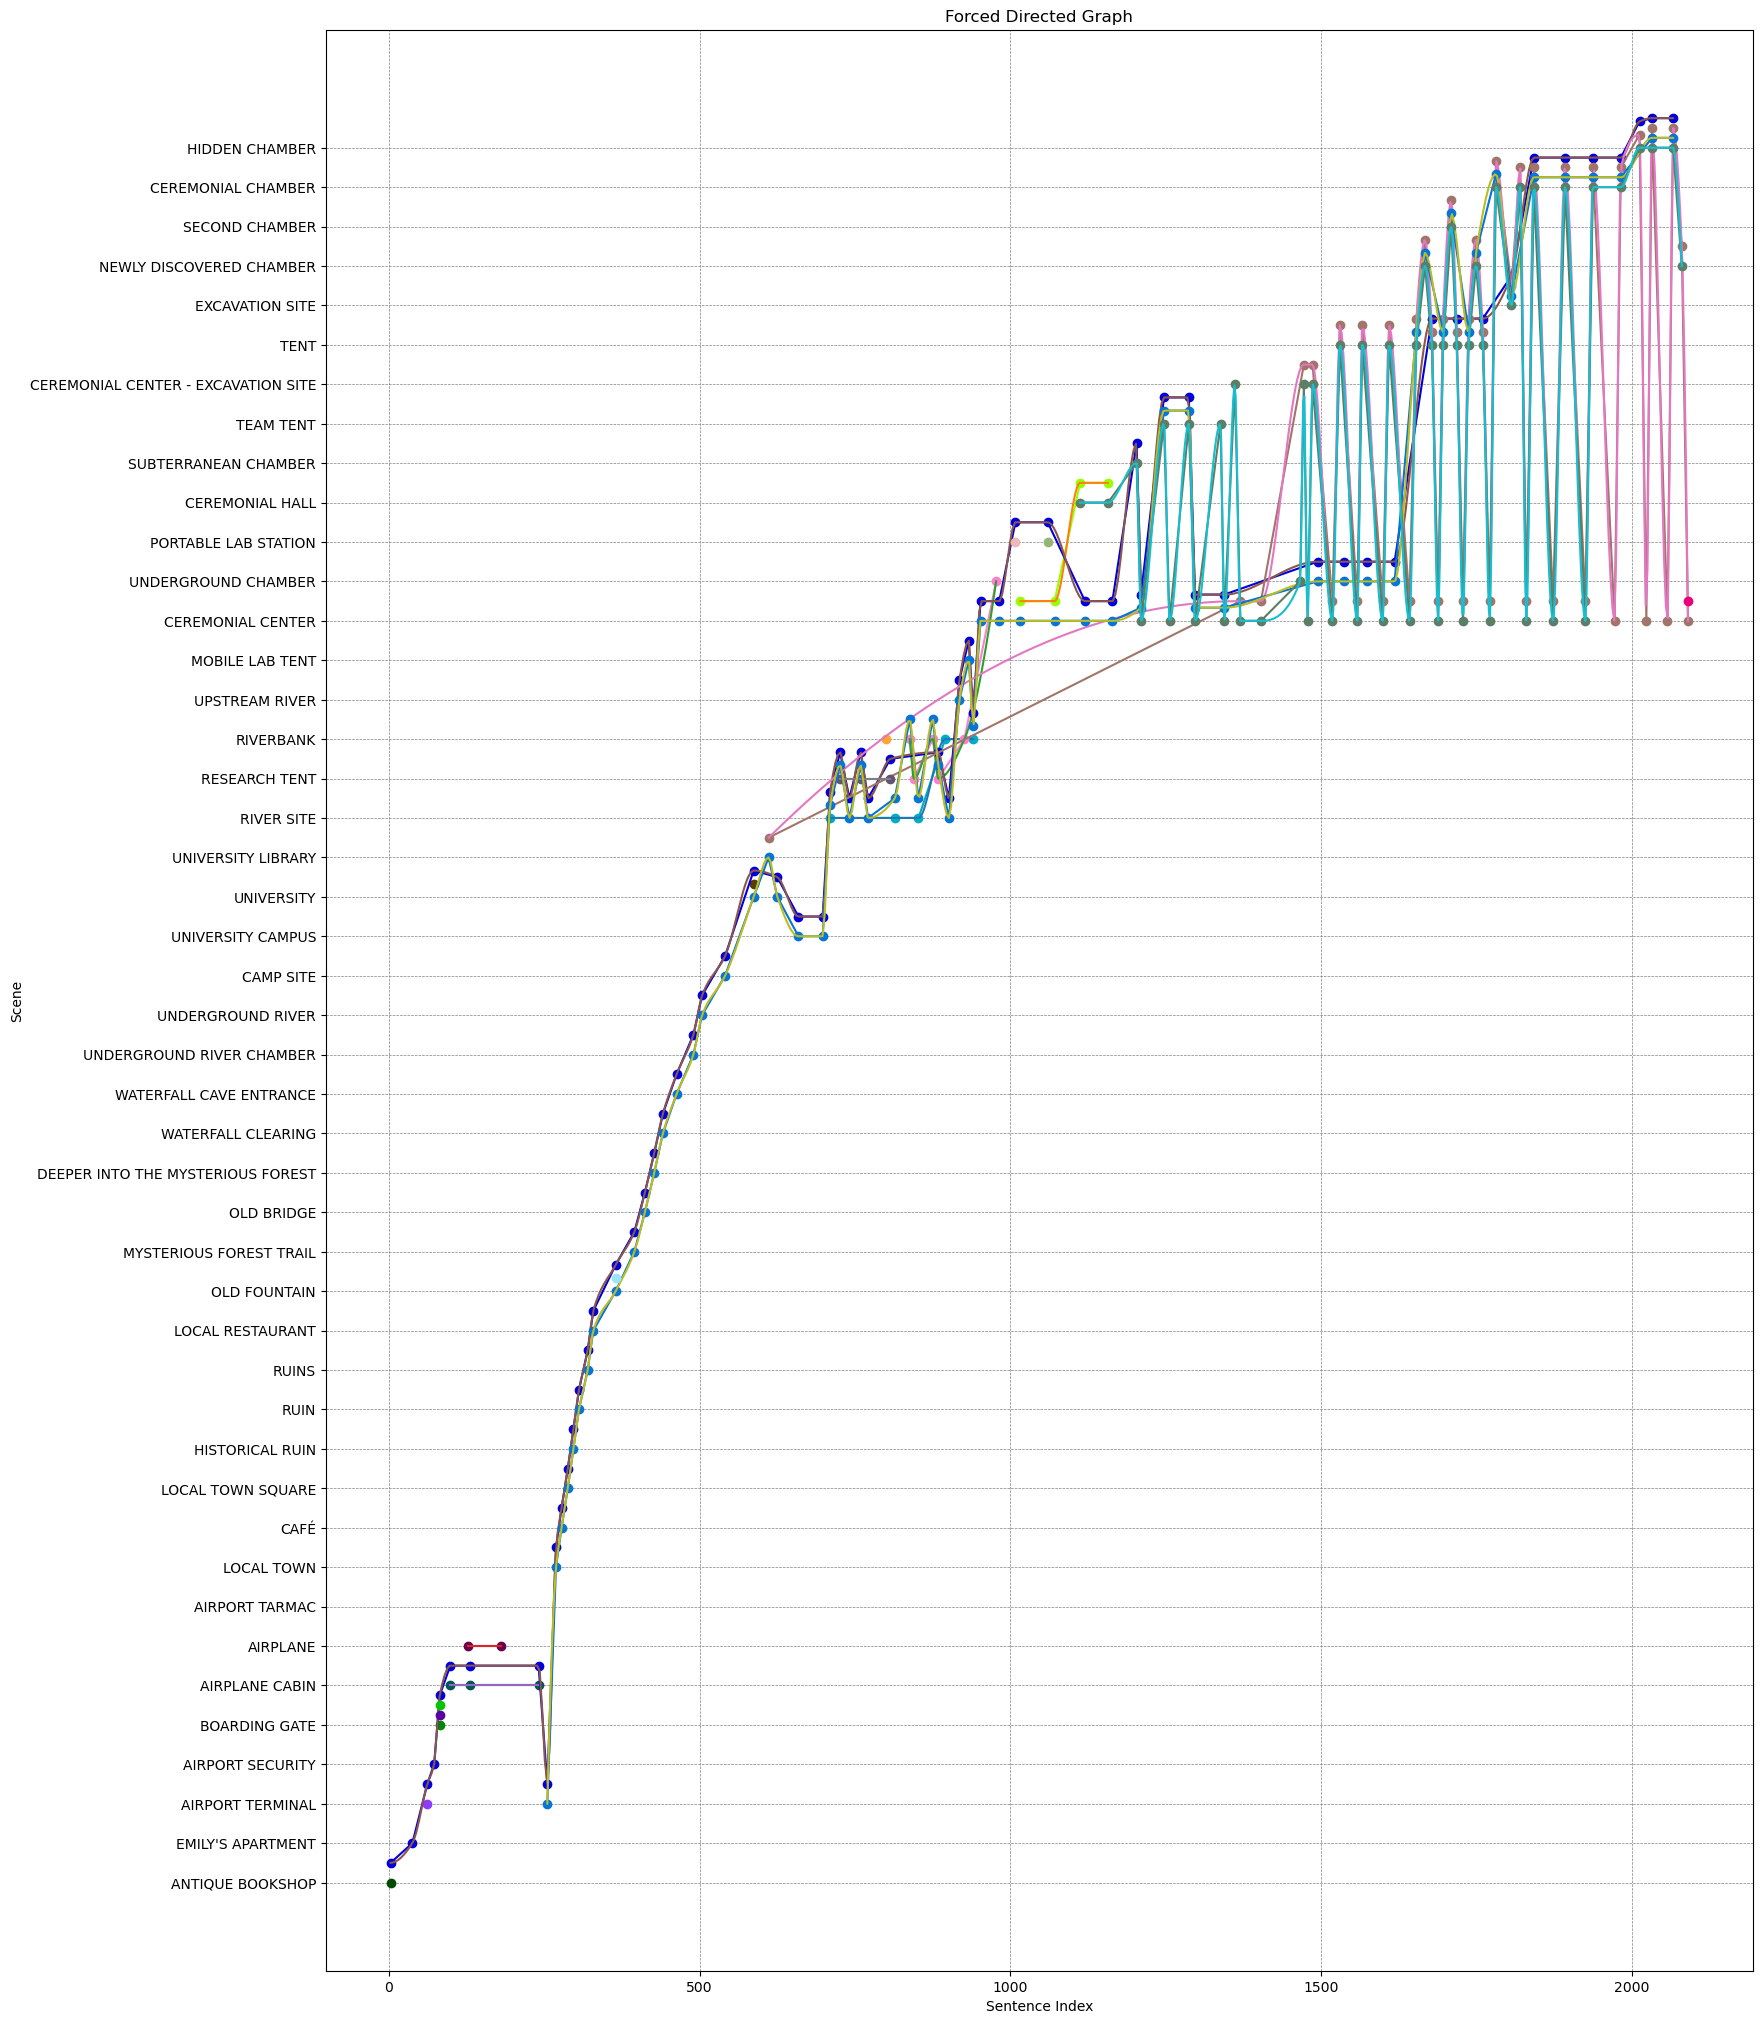 Forced Directed Graph
HIDDEN CHAMBER
CEREMONIAL CHAMBER
SECOND CHAMBER
NEWLY DISCOVERED CHAMBER
EXCAVATION SITE
TENT
CEREMONIAL CENTER - EXCAVATION SITE
TEAM TENT
SUBTERRANEAN CHAMBER
CEREMONIAL HALL
PORTABLE LAB STATION
UNDERGROUND CHAMBER
CEREMONIAL CENTER
MOBILE LAB TENT
UPSTREAM RIVER
RIVERBANK
RESEARCH TENT
RIVER SITE
UNIVERSITY LIBRARY
UNIVERSITY
UNIVERSITY CAMPUS
CAMP SITE
UNDERGROUND RIVER
UNDERGROUND RIVER CHAMBER
WATERFALL CAVE ENTRANCE
WATERFALL CLEARING
DEEPER INTO THE MYSTERIOUS FOREST
OLD BRIDGE
MYSTERIOUS FOREST TRAIL
OLD FOUNTAIN
LOCAL RESTAURANT
RUINS
RUIN
HISTORICAL RUIN
LOCAL TOWN SQUARE
CAFÉ
LOCAL TOWN
AIRPORT TARMAC
AIRPLANE
AIRPLANE CABIN
BOARDING GATE
AIRPORT SECURITY
AIRPORT TERMINAL
EMILY'S APARTMENT
ANTIQUE BOOKSHOP
Scene
0 500 1000 1500 2000
Sentence Index